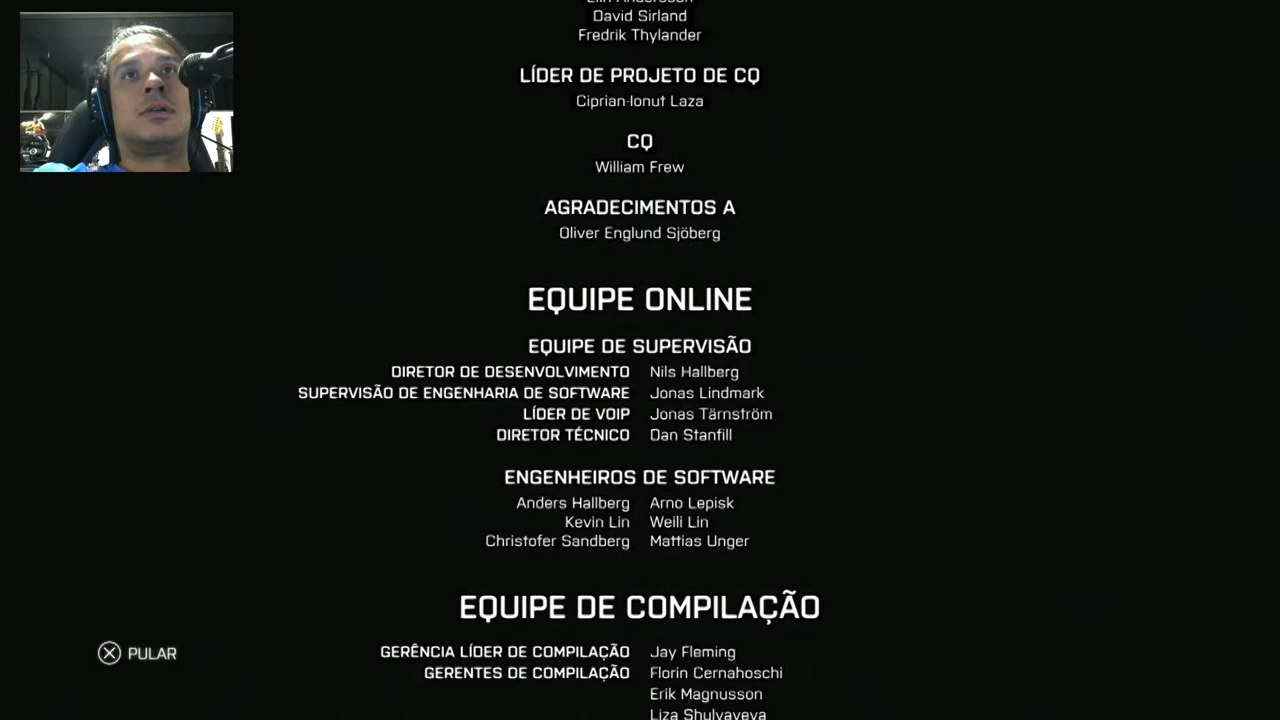 David Sirland
Fredrik Thylander
LÍDER DE PROJETO DE CQ
Ciprian-Ionut Laza
CQ
William Frew
AGRADECIMENTOS A
Oliver Englund Sjöberg
EQUIPE ONLINE
EQUIPE DE SUPERVISÃO
DIRETOR DE DESENVOLVIMENTO Nils Hallberg
SUPERVISÃO DE ENGENHARIA DE SOFTWARE Jonas Lindmark
LÍDER DE VOIP Jonas Tärnström
DIRETOR TÉCNICO Dan Stanfill
ENGENHEIROS DE SOFTWARE
Anders Hallberg Arno Lepisk
Kevin Lin Weili Lin
Christofer Sandberg Mattias Unger
EQUIPE DE COMPILAÇÃO
GERÊNCIA LÍDER DE COMPILAÇÃO Jay Fleming
PULAR
GERENTES DE COMPILAÇÃO Florin Cernahoschi
Erik Magnusson
Liza Shulyayeva